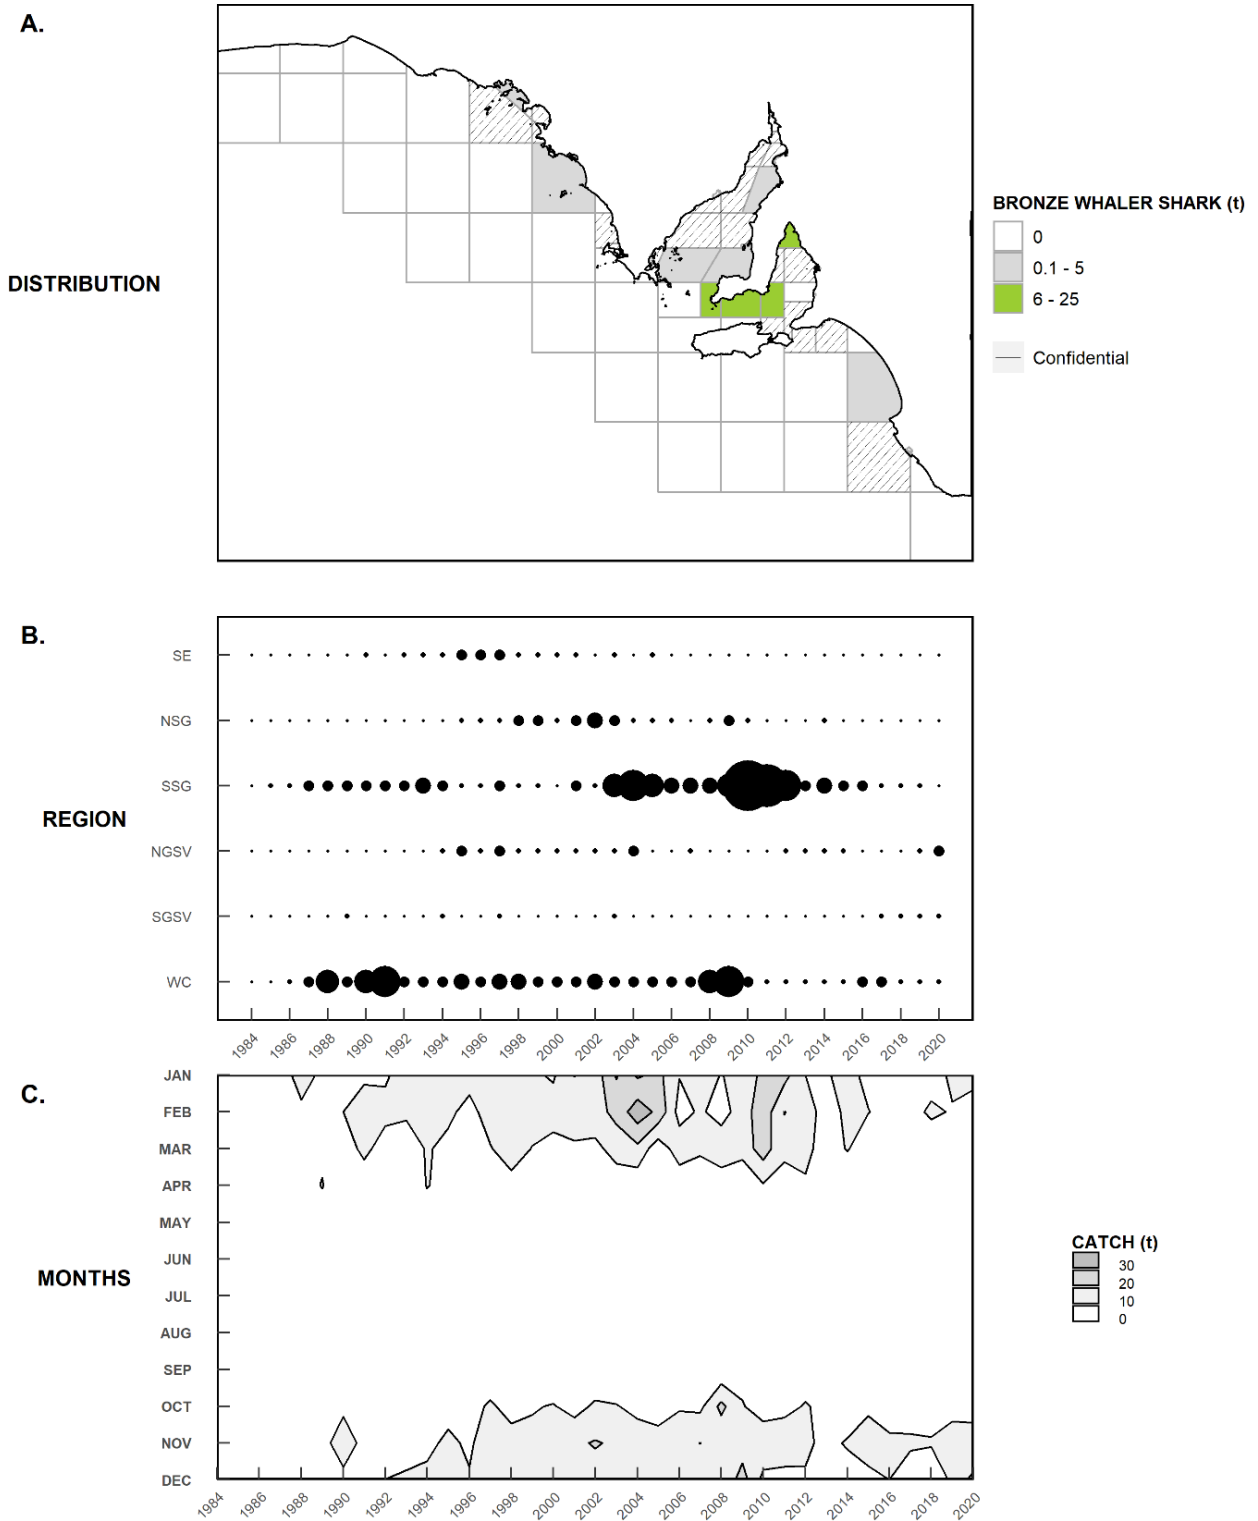 A.
DISTRIBUTION
BRONZE WHALER SHARK (t)
0
0.1 - 5
6 - 25
Confidential
B.
REGION
SE
NSG
SSG
NGSV
SGSV
WC
1984 1986 1988 1990 1992 1994 1996 1998 2000 2002 2004 2006 2008 2010 2012 2014 2016 2018 2020
C.
MONTHS
JAN
FEB
MAR
APR
MAY
JUN
JUL
AUG
SEP
OCT
NOV
DEC
1984 1986 1988 1990 1992 1994 1996 1998 2000 2002 2004 2006 2008 2010 2012 2014 2016 2018 2020
CATCH (t)
30
20
10
0